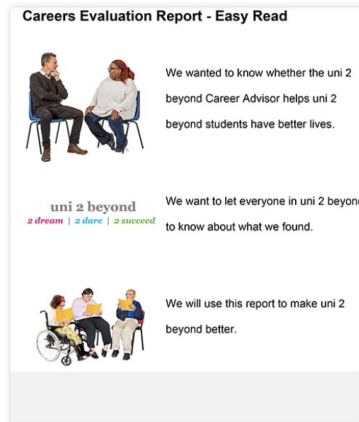 Careers Evaluation Report - Easy Read
We wanted to know whether the uni 2
beyond Career Advisor helps uni 2
beyond students have better lives.
uni 2 beyond
2 dream | 2 dare | 2 succeed
We want to let everyone in uni 2 beyond
to know about what we found.
We will use this report to make uni 2
beyond better.